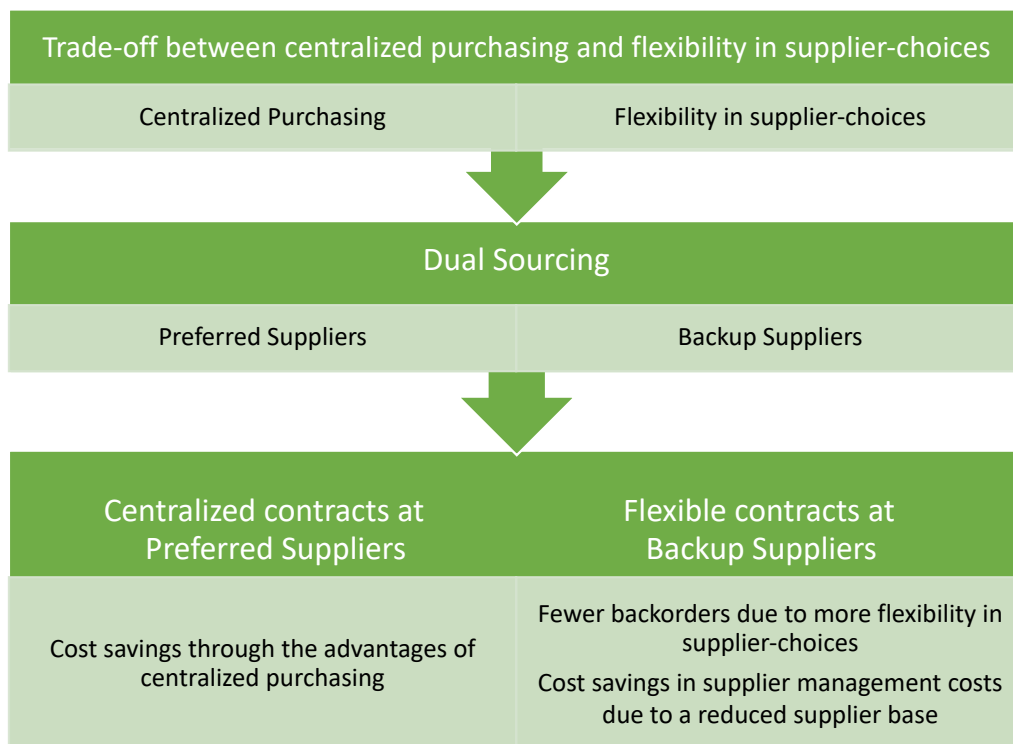 Trade-off between centralized purchasing and flexibility in supplier-choices
Centralized Purchasing
Flexibility in supplier-choices
Dual Sourcing
Preferred Suppliers
Backup Suppliers
Centralized contracts at
Preferred Suppliers
Flexible contracts at
Backup Suppliers
Cost savings through the advantages of
centralized purchasing
Fewer backorders due to more flexibility in
supplier-choices
Cost savings in supplier management costs
due to a reduced supplier base